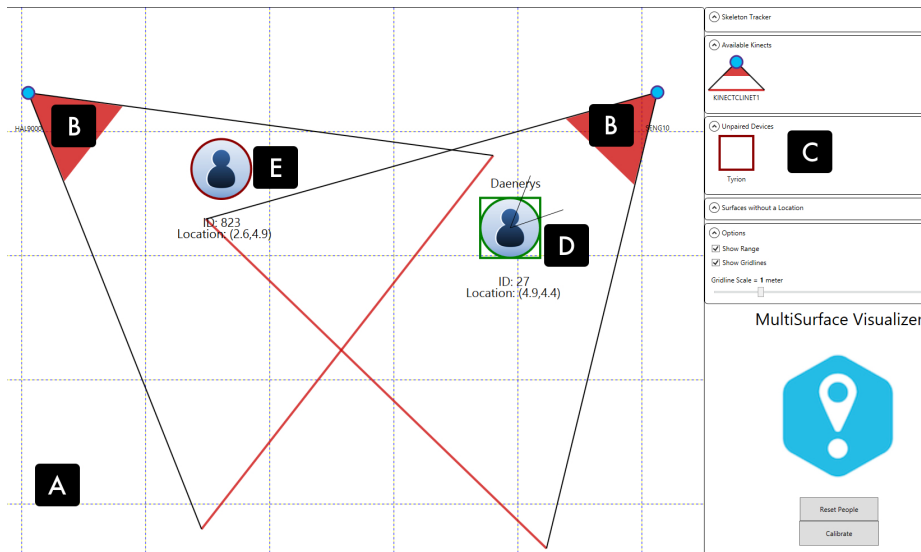 HAL9000
B
E
ID: 823
Location: (2.6,4.9)
Daenerys
D
ID: 27
Location: (4.9,4.4)
B
A
Skeleton Tracker
Available Kinects
KINECTCLINET1
Unpaired Devices
C
Tyrion
Surfaces without a Location
Options
Show Range
Show Gridlines
Gridline Scale = 1 meter
MultiSurface Visualizer
Reset People
Calibrate